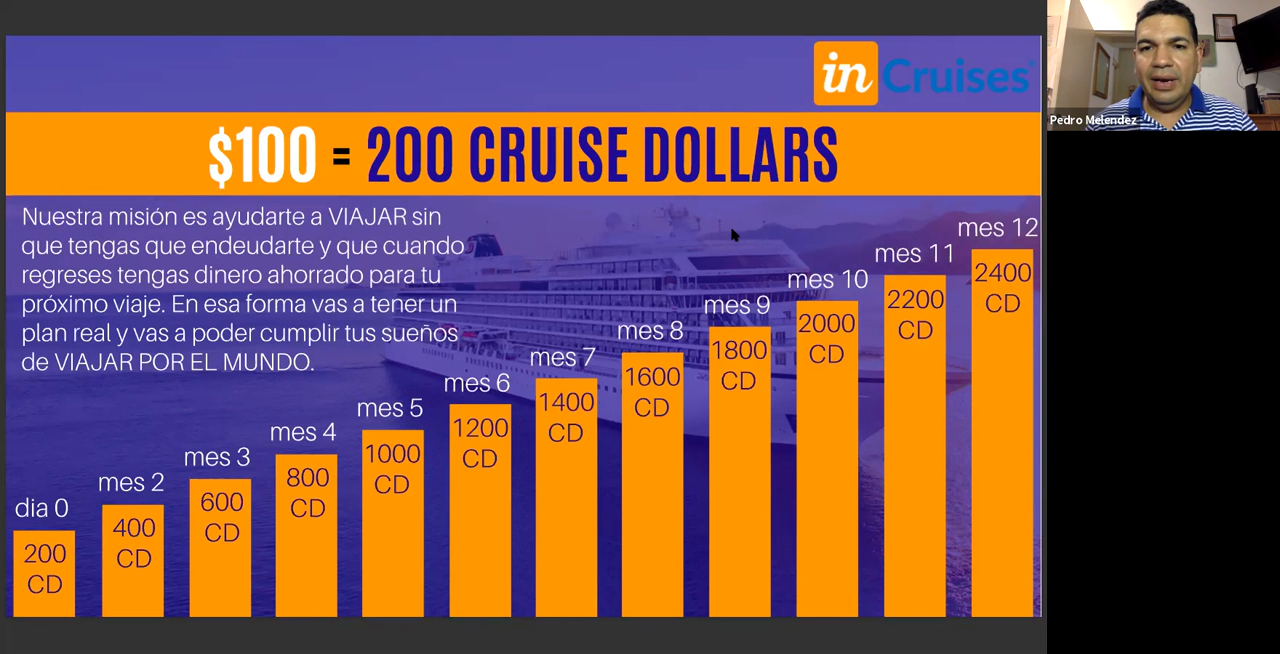 in Cruises
$100 = 200 CRUISE DOLLARS
Nuestra misión es ayudarte a VIAJAR sin
que tengas que endeudarte y que cuando
regreses tengas dinero ahorrado para tu
próximo viaje. En esa forma vas a tener un
plan real y vas a poder cumplir tus sueños
de VIAJAR POR EL MUNDO.
dia 0
200
CD
mes 2
400
CD
mes 3
600
CD
mes 4
800
CD
mes 5
1000
CD
mes 6
1200
CD
mes 7
1400
CD
mes 8
1600
CD
mes 9
1800
CD
mes 10
2000
CD
mes 11
2200
CD
mes 12
2400
CD
Pedro Melendez